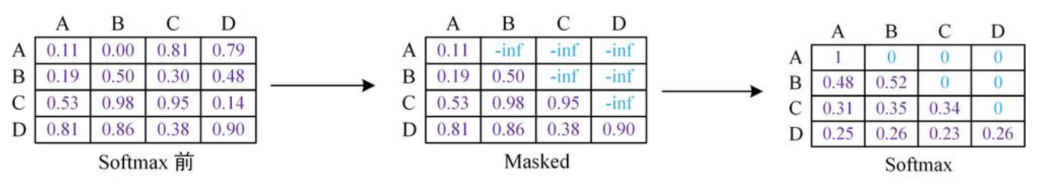 A B C D
A 0.11 0.00 0.81 0.79
B 0.19 0.50 0.30 0.48
C 0.53 0.98 0.95 0.14
D 0.81 0.86 0.38 0.90
Softmax 前
A B C D
A 0.11 -inf -inf -inf
B 0.19 0.50 -inf -inf
C 0.53 0.98 0.95 -inf
D 0.81 0.86 0.38 0.90
Masked
A B C D
A 1 0 0 0
B 0.48 0.52 0 0
C 0.31 0.35 0.34 0
D 0.25 0.26 0.23 0.26
Softmax